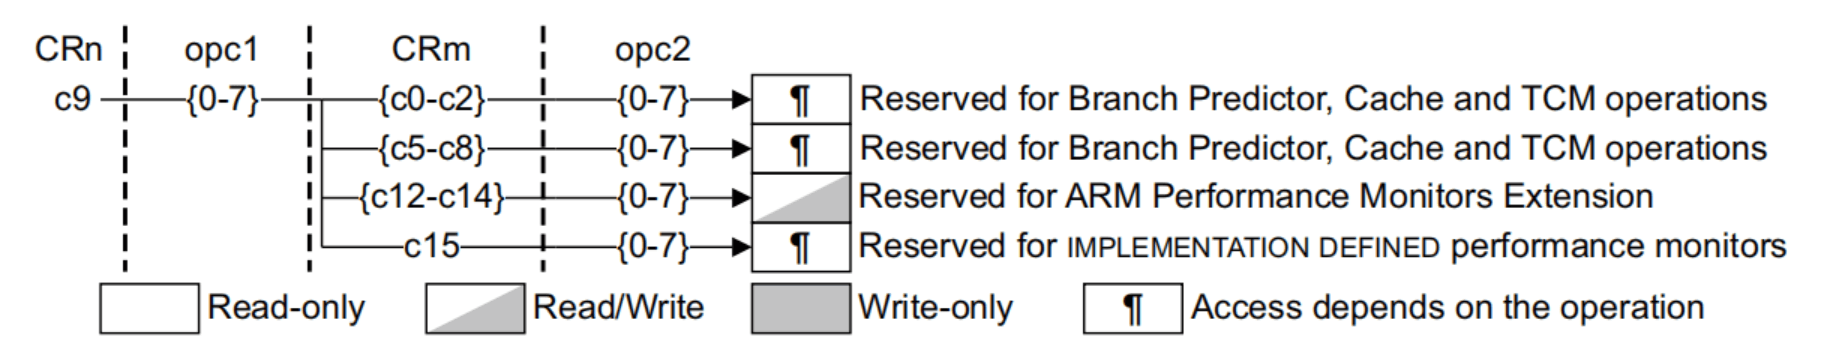 CRn opc1 CRm opc2
c9 {0-7} {c0-c2} {0-7} ¶ Reserved for Branch Predictor, Cache and TCM operations
{c5-c8} {0-7} ¶ Reserved for Branch Predictor, Cache and TCM operations
{c12-c14} {0-7} Reserved for ARM Performance Monitors Extension
c15 {0-7} ¶ Reserved for IMPLEMENTATION DEFINED performance monitors
Read-only Read/Write Write-only ¶ Access depends on the operation